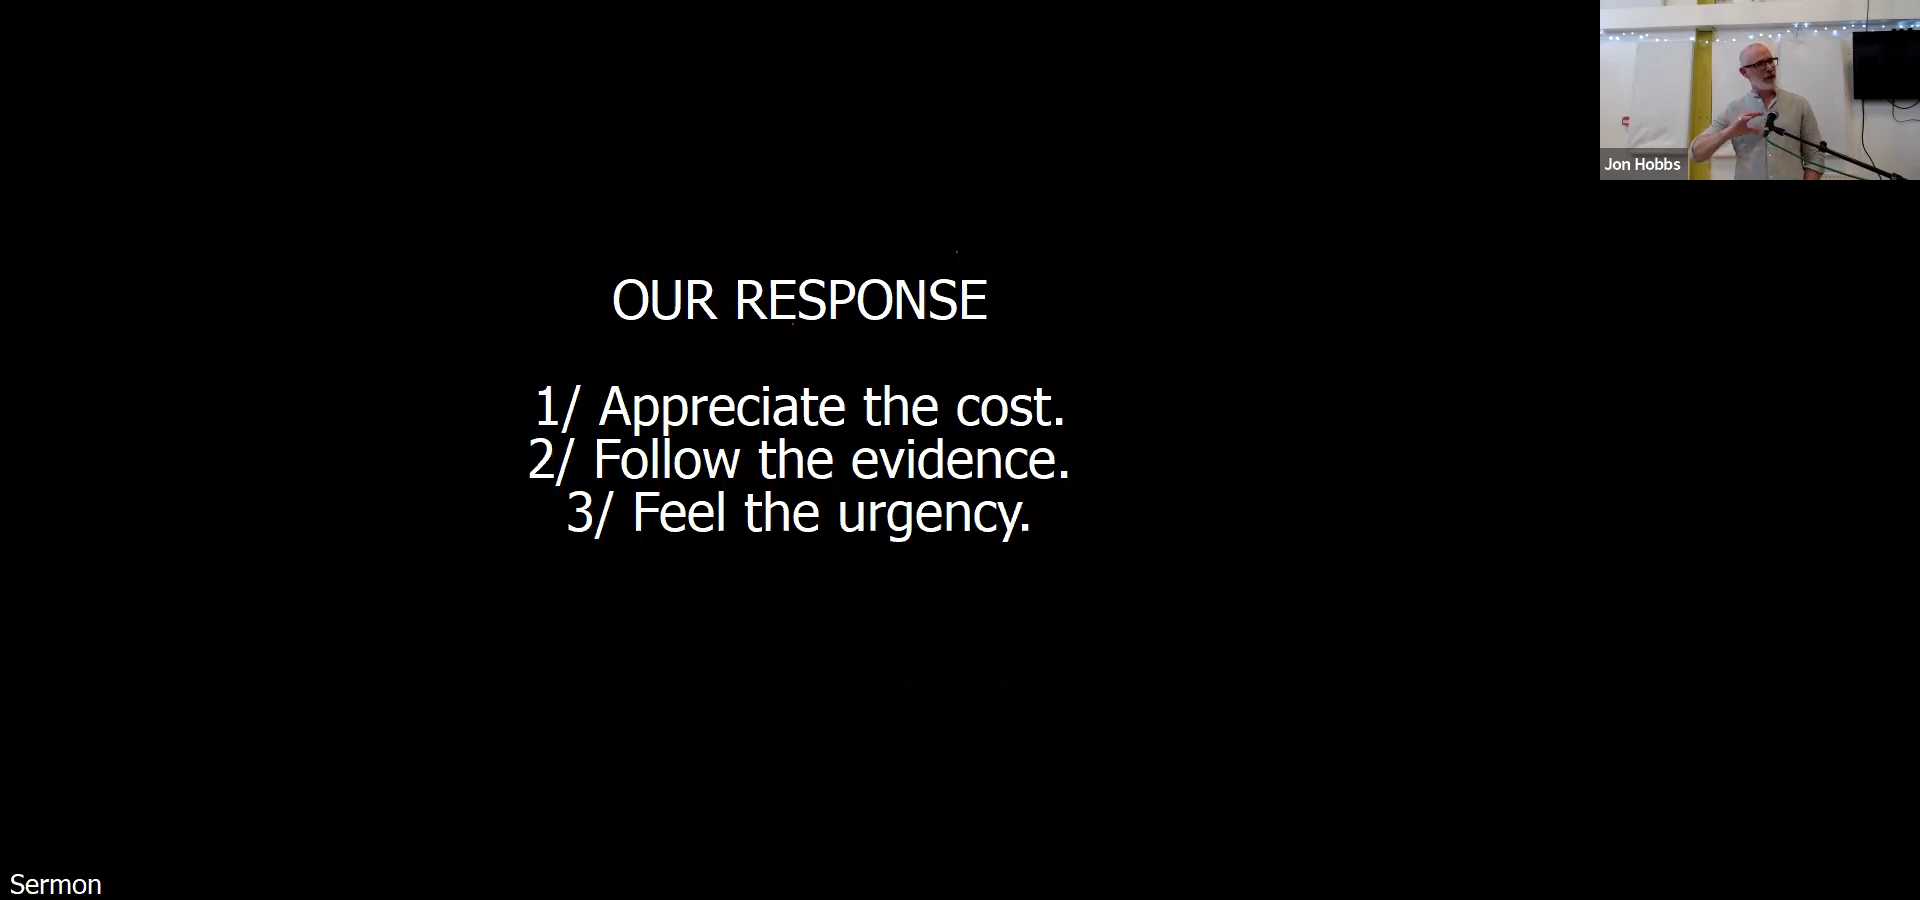 Jon Hobbs
OUR RESPONSE
1/ Appreciate the cost.
2/ Follow the evidence.
3/ Feel the urgency.
Sermon